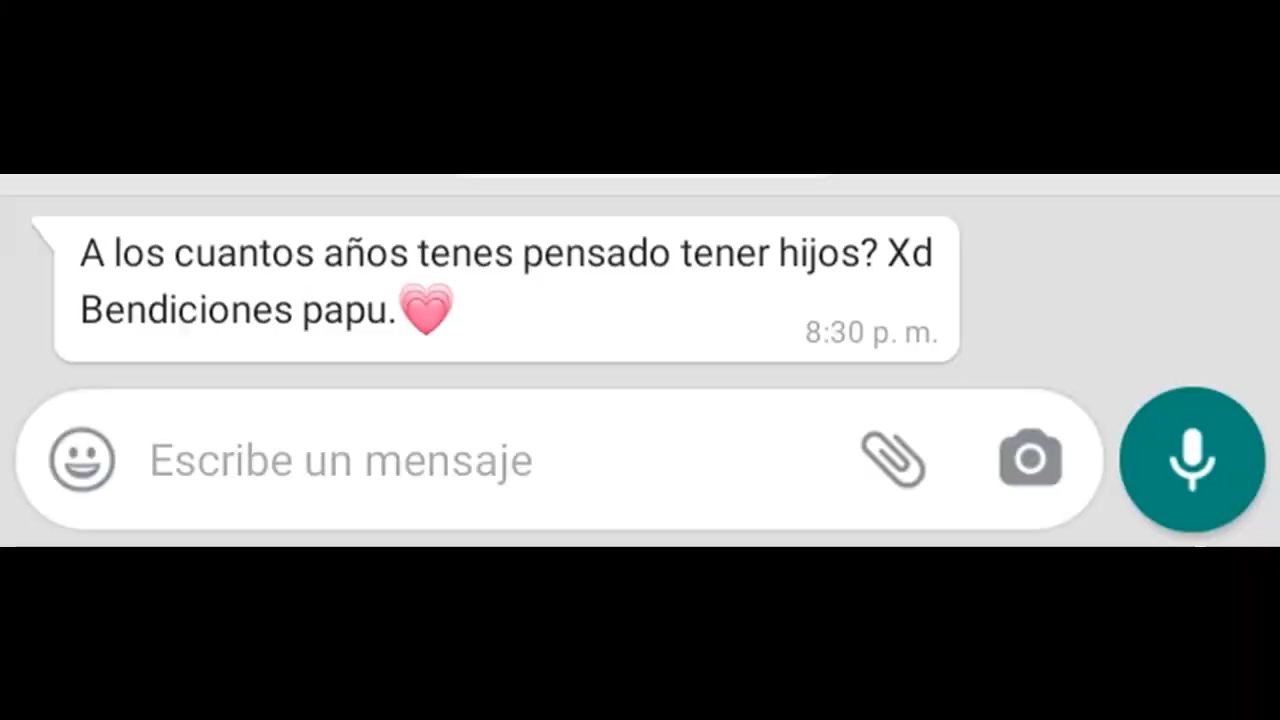 A los cuantos años tenes pensado tener hijos? Xd
Bendiciones papu.💗
8:30 p. m.
Escribe un mensaje